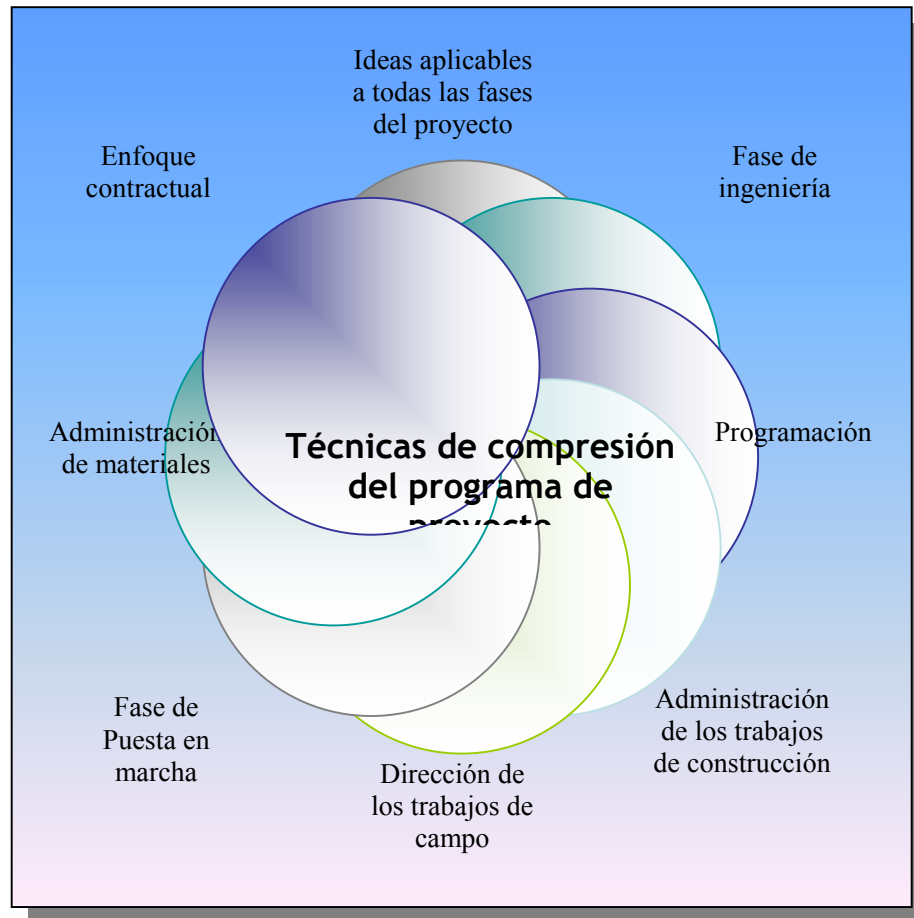 Ideas aplicables
a todas las fases
del proyecto
Enfoque
contractual
Fase de
ingeniería
Administración
de materiales
Técnicas de compresión
del programa de
proyecto
Programación
Fase de
Puesta en
marcha
Administración
de los trabajos
de construcción
Dirección de
los trabajos de
campo